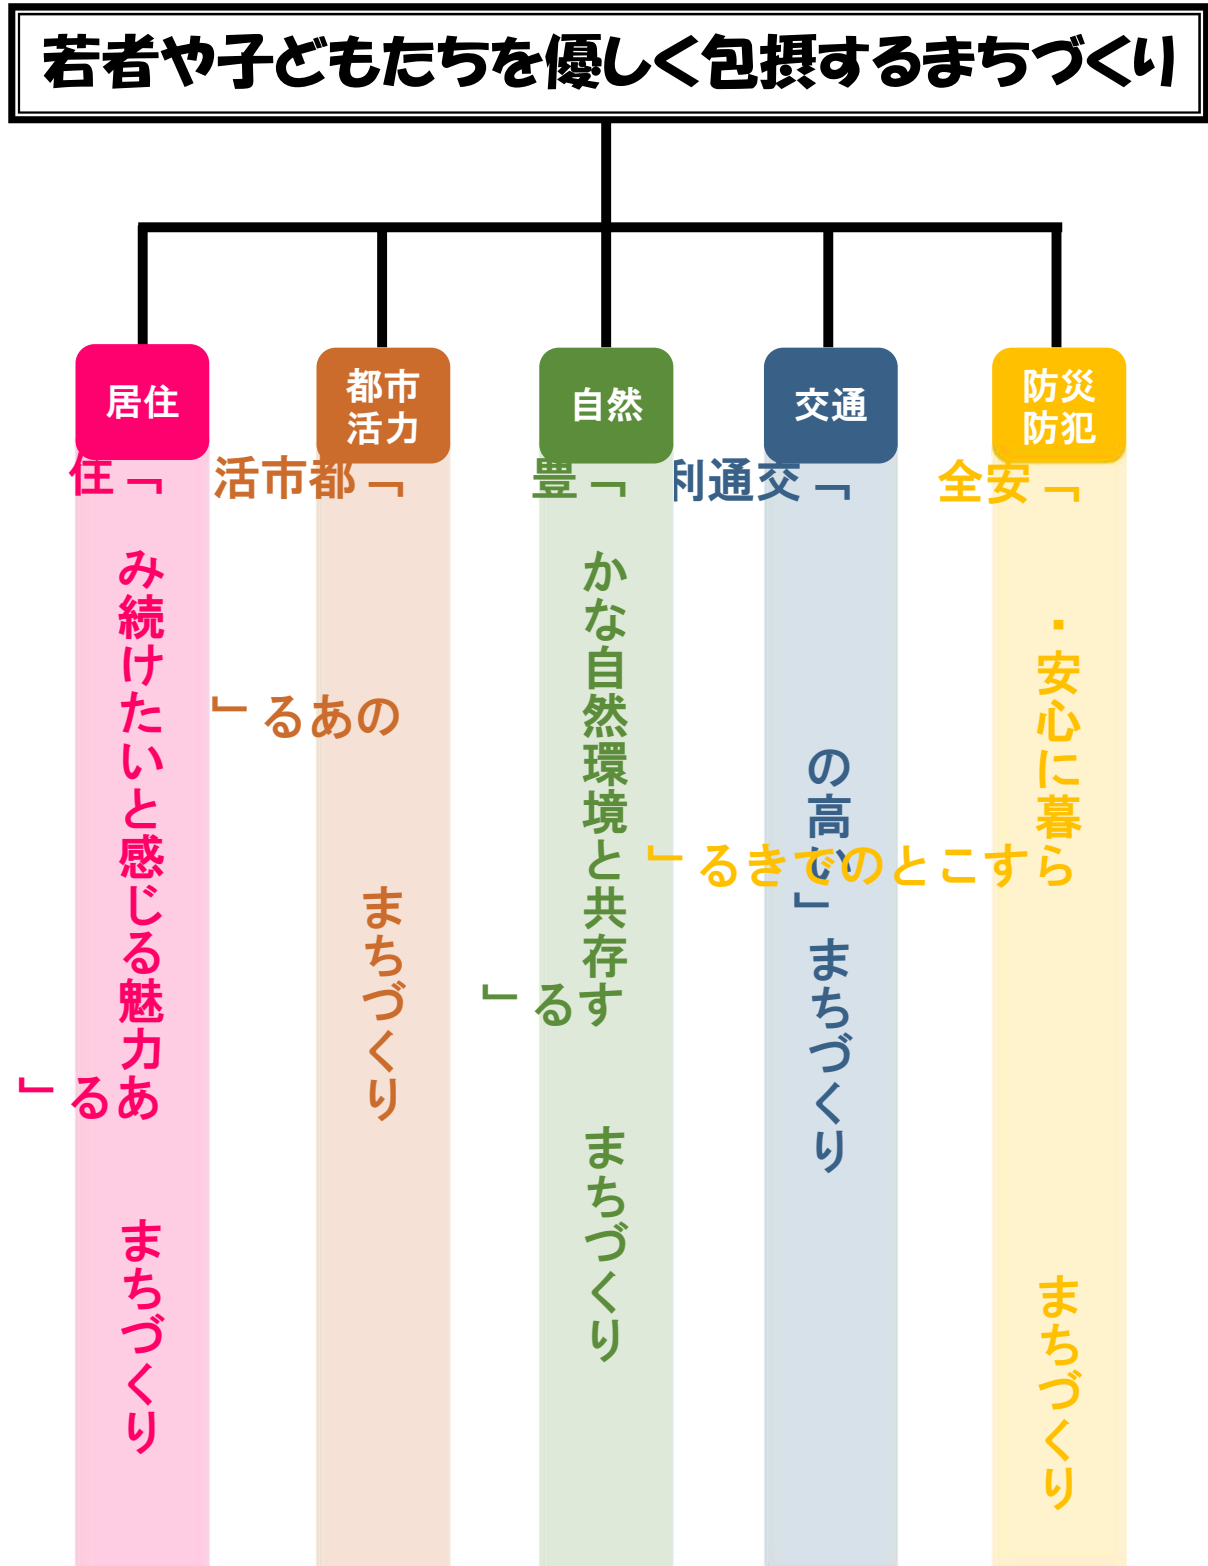 若者や子どもたちを優しく包摂するまちづくり
居住
「住み続けたいと感じる魅力ある」まちづくり
都市
活力
「都市活のある」まちづくり
自然
「豊かな自然環境と共存する」まちづくり
交通
「交通利の高い」まちづくり
防災
防犯
「安全・安心に暮らすことのできる」まちづくり